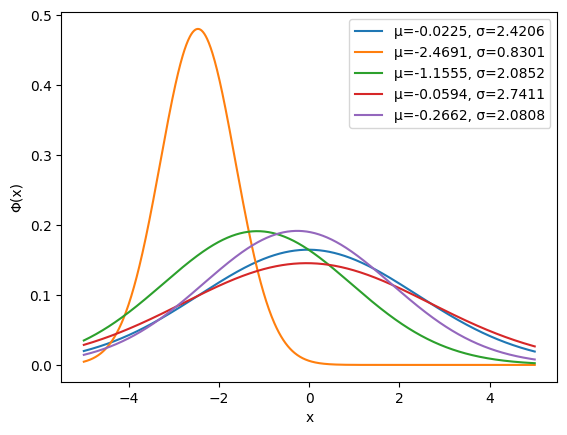 0.5
0.4
0.3
0.2
0.1
0.0
Φ(x)
μ=-0.0225, σ=2.4206
μ=-2.4691, σ=0.8301
μ=-1.1555, σ=2.0852
μ=-0.0594, σ=2.7411
μ=-0.2662, σ=2.0808
−4 −2 0 2 4
x